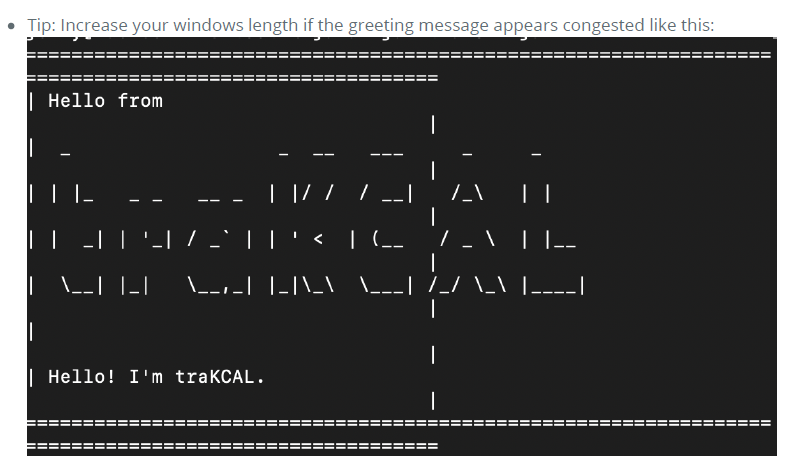 Tip: Increase your windows length if the greeting message appears congested like this:
===================================================================
=====================================
| Hello from
|
|   _                   _  __   ___     _     _
|
| | |_   _ _   __ _  | |/ /  / __|   /_\   | |
|
| |  _| | '_| / _` | | ' <  | (__   / _ \  | |__
|
|  \__| |_|   \__,_| |_|\_\  \___| /_/ \_\ |____|
|
|
|
| Hello! I'm traKCAL.
|
===================================================================
=====================================